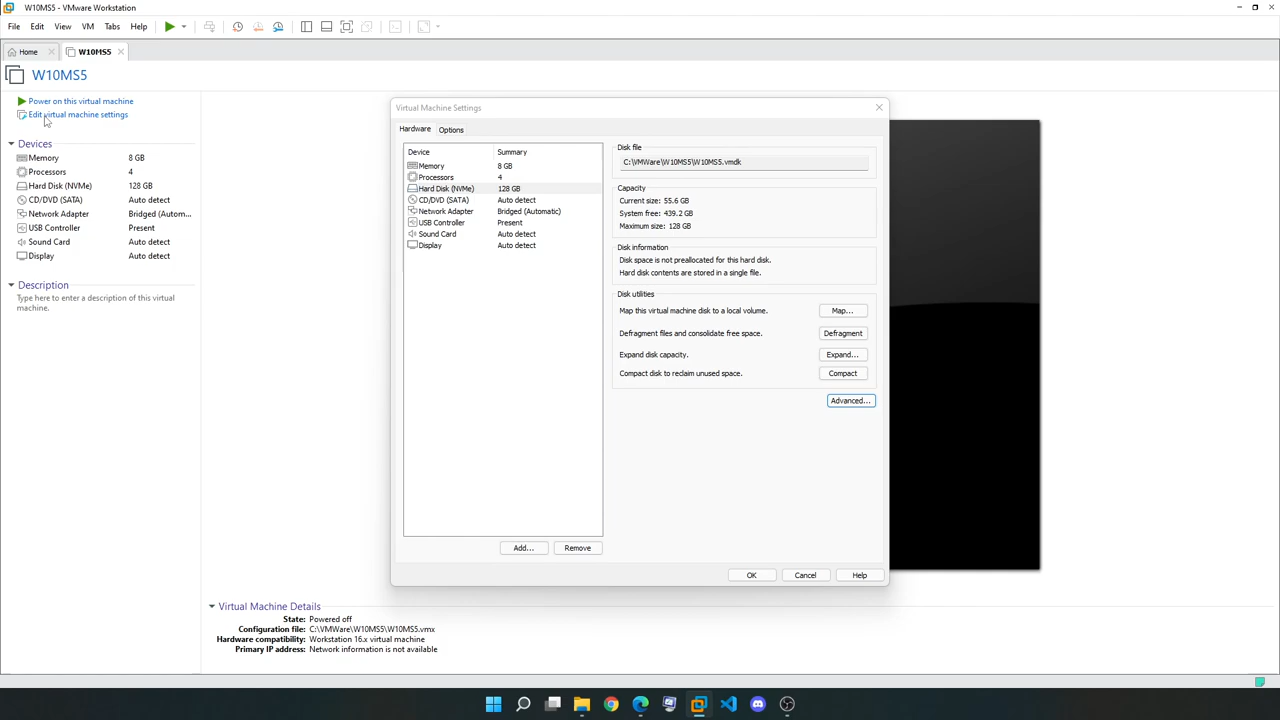 W10MS5 - VMware Workstation
File Edit View VM Tabs Help
Home W10MS5
W10MS5
Power on this virtual machine
Edit virtual machine settings
Devices
Memory 8 GB
Processors 4
Hard Disk (NVMe) 128 GB
CD/DVD (SATA) Auto detect
Network Adapter Bridged (Autom...
USB Controller Present
Sound Card Auto detect
Display Auto detect
Description
Type here to enter a description of this virtual
machine.
Virtual Machine Settings
Hardware Options
Device Summary
Memory 8 GB
Processors 4
Hard Disk (NVMe) 128 GB
CD/DVD (SATA) Auto detect
Network Adapter Bridged (Automatic)
USB Controller Present
Sound Card Auto detect
Display Auto detect
Add... Remove
Disk file
C:\VMWare\W10MS5\W10MS5.vmdk
Capacity
Current size: 55.6 GB
System free: 439.2 GB
Maximum size: 128 GB
Disk information
Disk space is not preallocated for this hard disk.
Hard disk contents are stored in a single file.
Disk utilities
Map this virtual machine disk to a local volume. Map...
Defragment files and consolidate free space. Defragment
Expand disk capacity. Expand...
Compact disk to reclaim unused space. Compact
Advanced...
OK Cancel Help
Virtual Machine Details
State: Powered off
Configuration file: C:\VMWare\W10MS5\W10MS5.vmx
Hardware compatibility: Workstation 16.x virtual machine
Primary IP address: Network information is not available